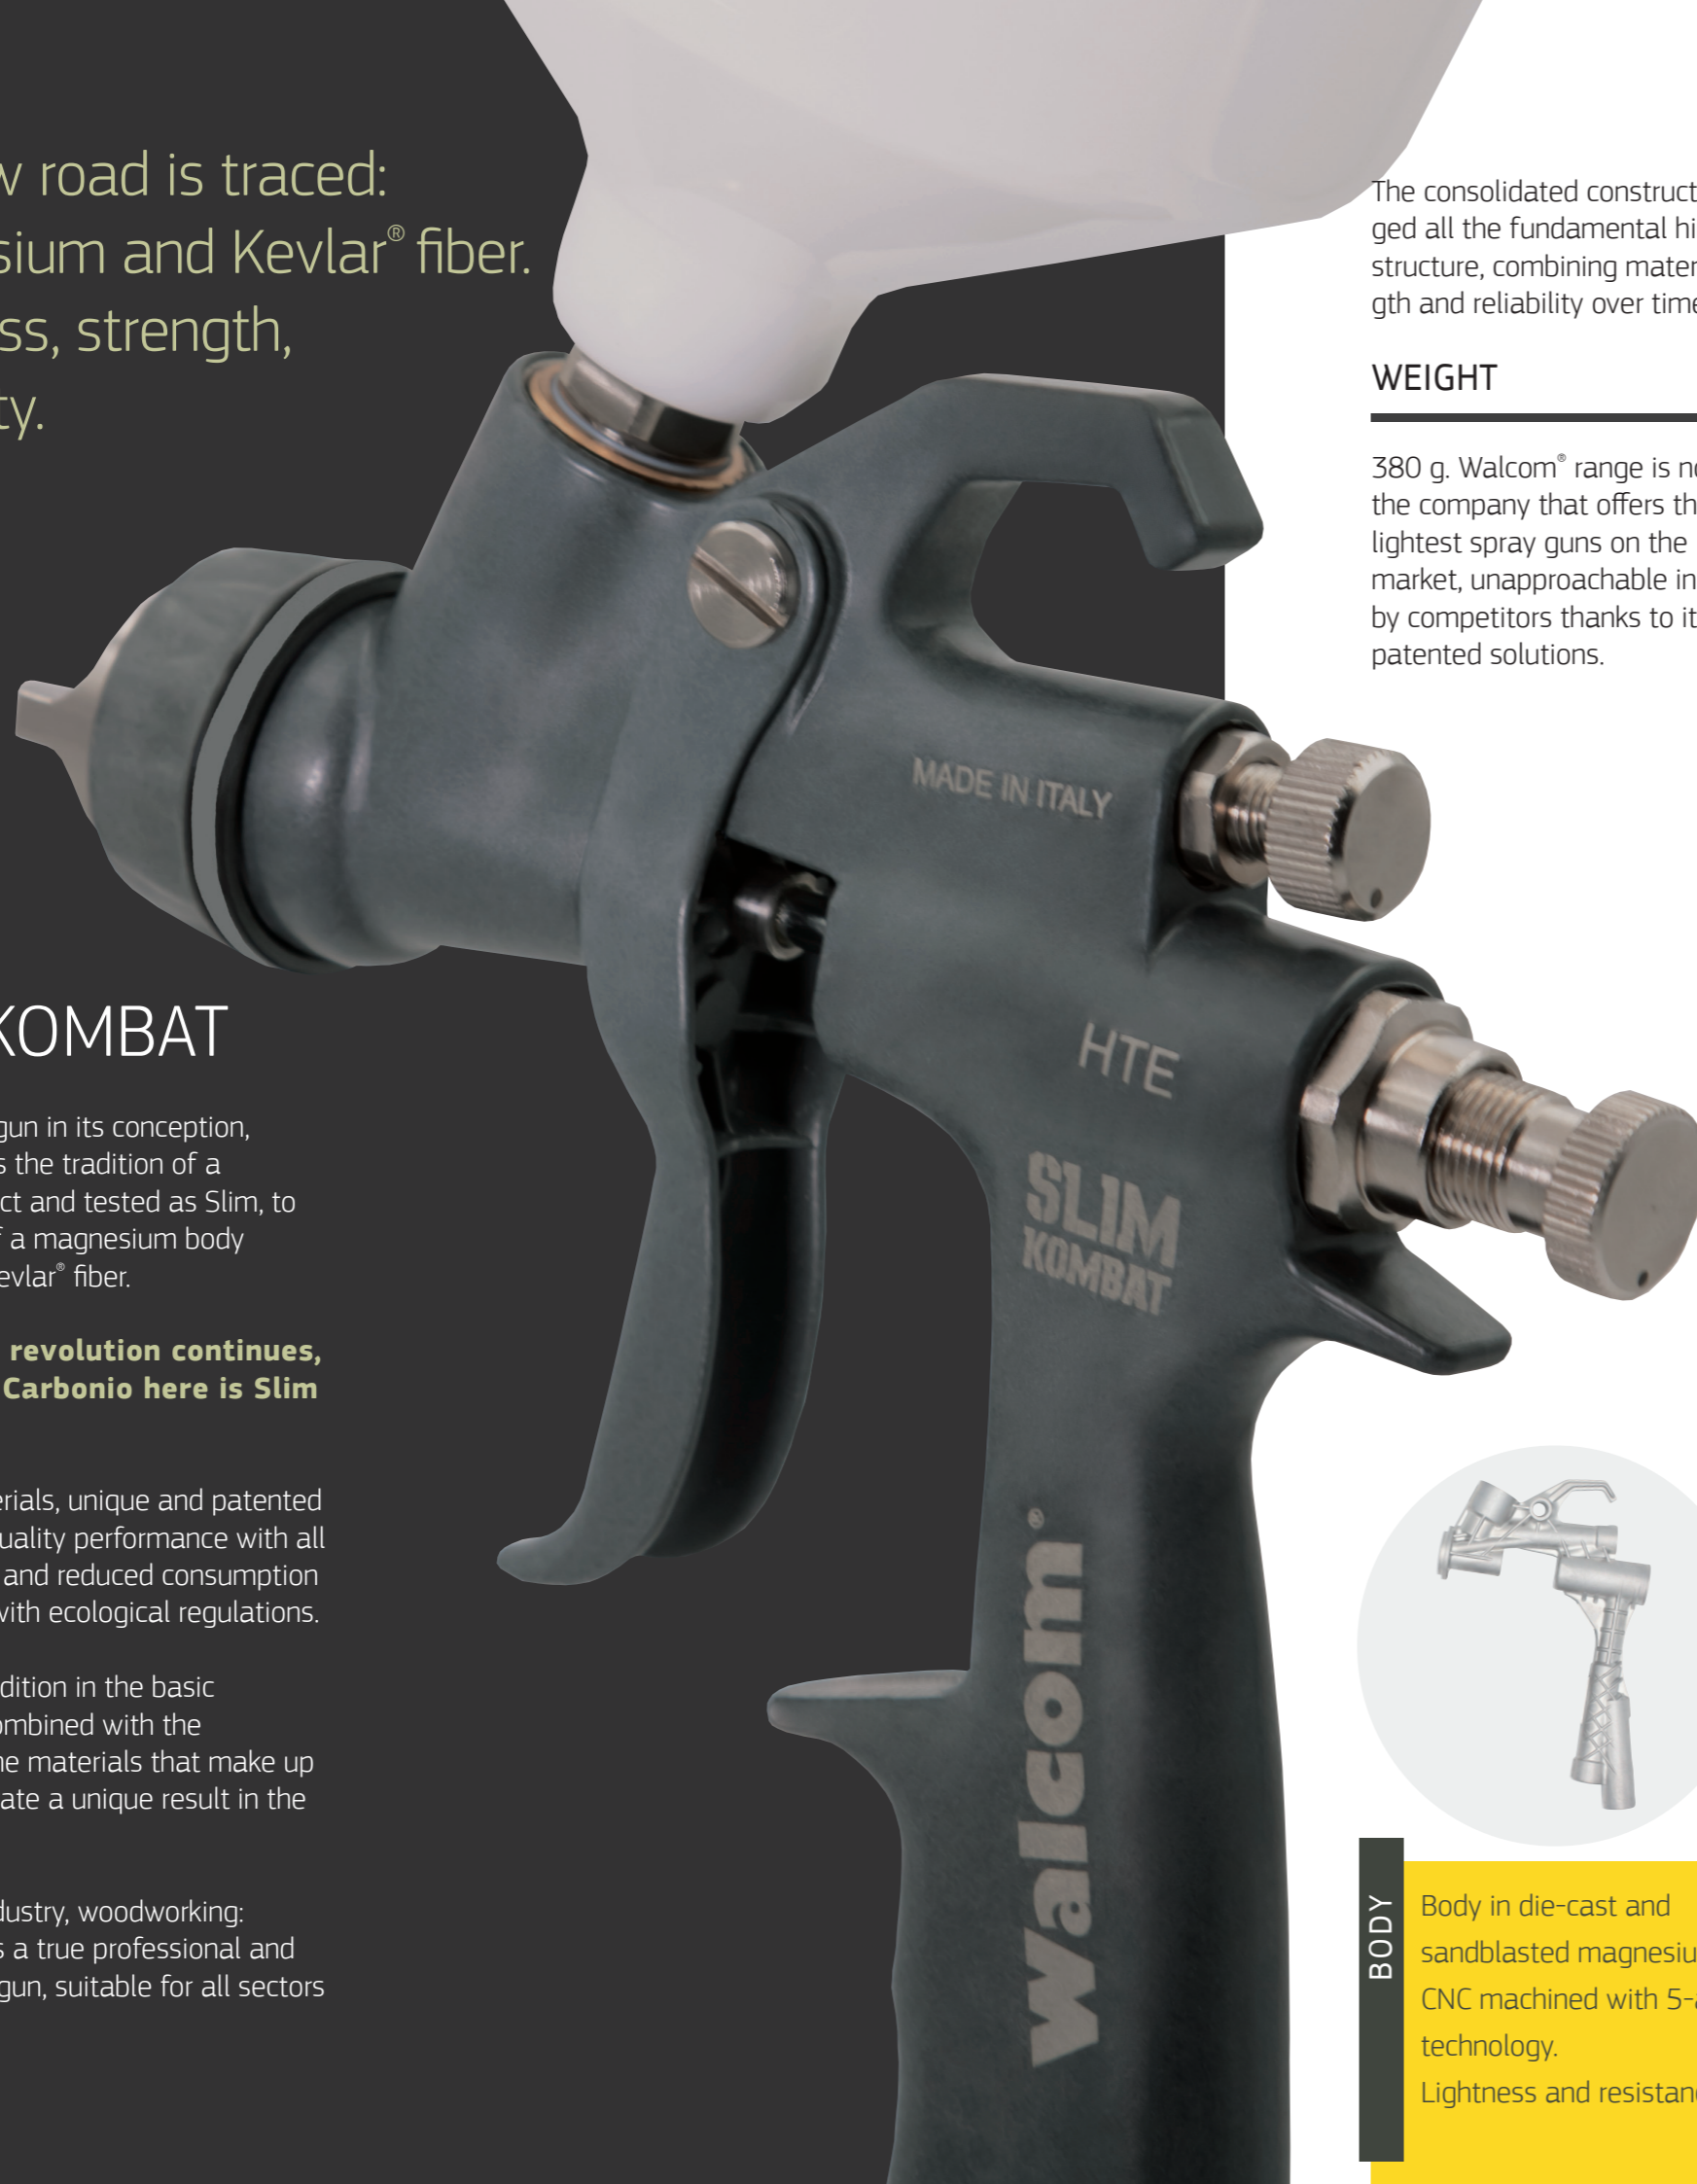 w road is traced:
sium and Kevlar® fiber.
ss, strength,
ty.
KOMBAT
gun in its conception,
s the tradition of a
ct and tested as Slim, to
f a magnesium body
evlar® fiber.
revolution continues,
Carbonio here is Slim
erials, unique and patented
uality performance with all
and reduced consumption
with ecological regulations.
dition in the basic
ombined with the
ne materials that make up
ate a unique result in the
dustry, woodworking:
s a true professional and
gun, suitable for all sectors
MADE IN ITALY
HTE
SLIM
KOMBAT
walcom®
The consolidated construct
ged all the fundamental hi
structure, combining mater
gth and reliability over time
WEIGHT
380 g. Walcom® range is no
the company that offers th
lightest spray guns on the
market, unapproachable in
by competitors thanks to it
patented solutions.
BODY
Body in die-cast and
sandblasted magnesiu
CNC machined with 5-a
technology.
Lightness and resistanc